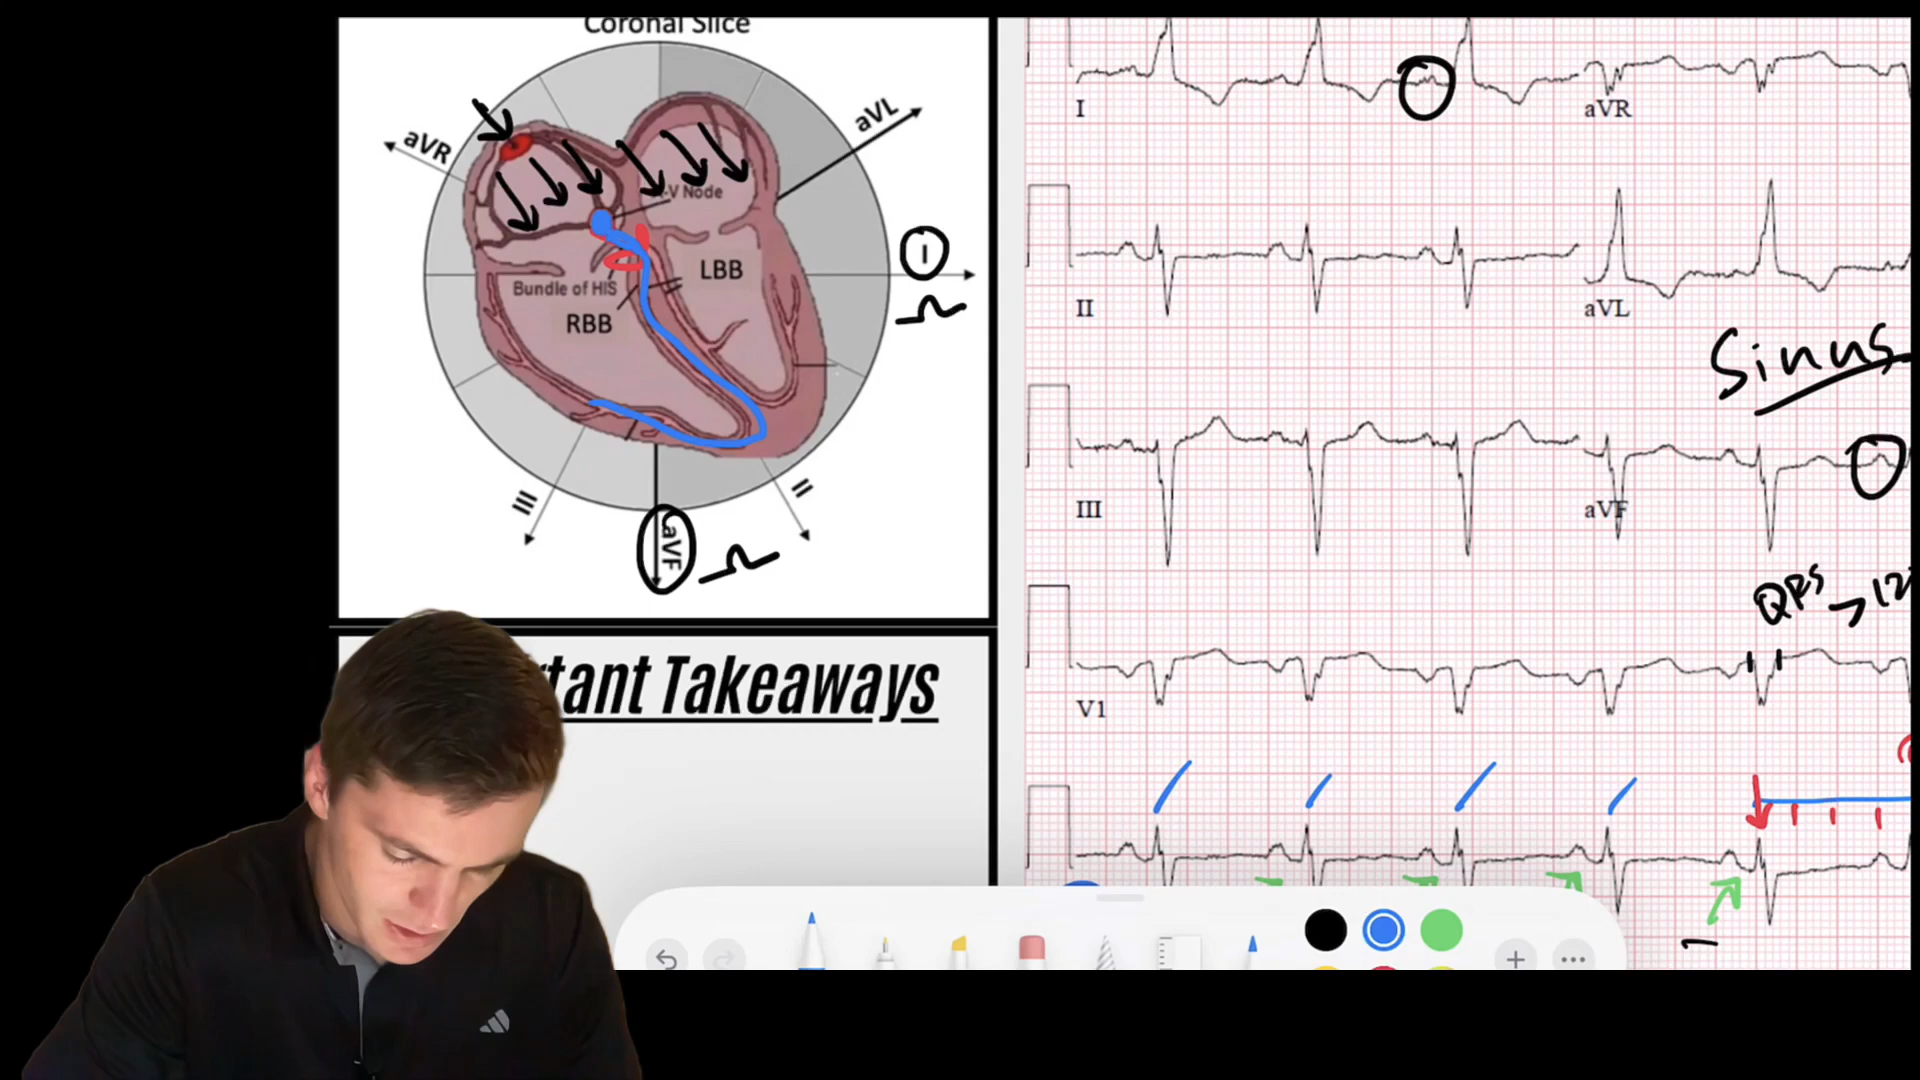 Coronal Slice
aVR
aVL
A-V Node
I
LBB
Bundle of HIS
RBB
III
II
aVF
tant Takeaways
I
aVR
II
aVL
Sinus
III
aVF
QRS > 12
V1